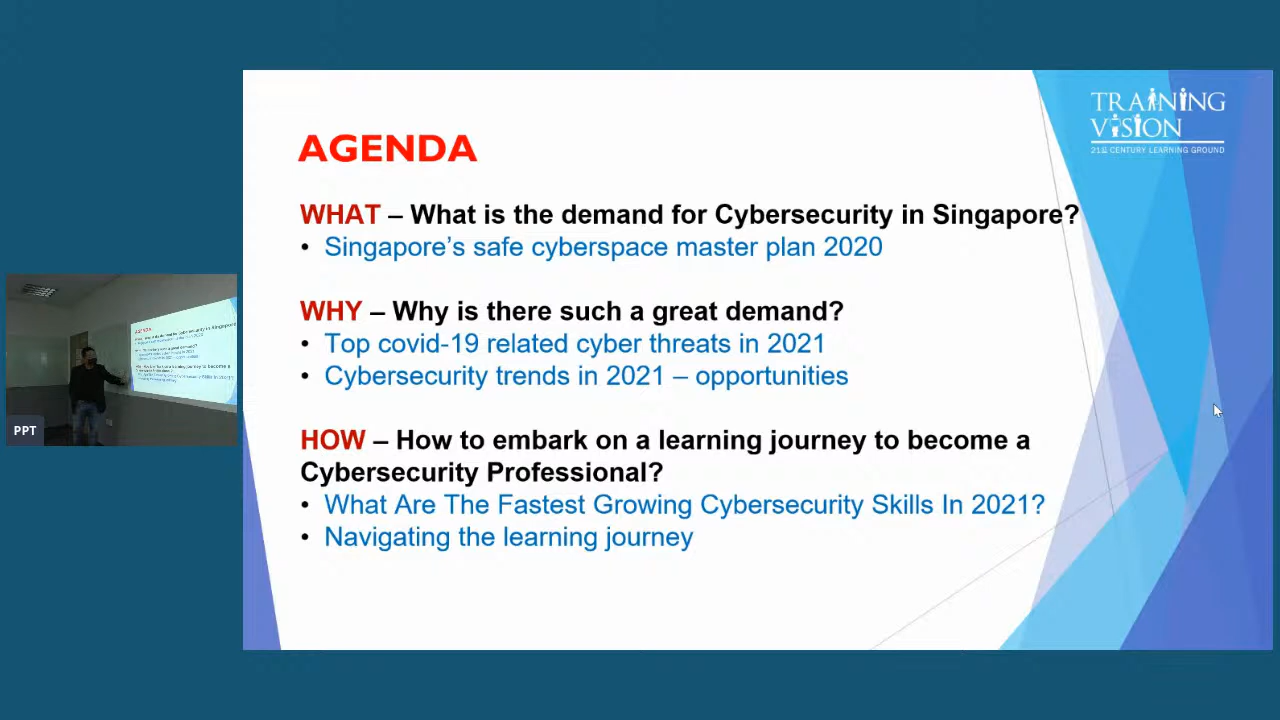 TRAINING
VISION
21st CENTURY LEARNING GROUND
AGENDA
WHAT – What is the demand for Cybersecurity in Singapore?
• Singapore’s safe cyberspace master plan 2020
WHY – Why is there such a great demand?
• Top covid-19 related cyber threats in 2021
• Cybersecurity trends in 2021 – opportunities
HOW – How to embark on a learning journey to become a
Cybersecurity Professional?
• What Are The Fastest Growing Cybersecurity Skills In 2021?
• Navigating the learning journey
PPT